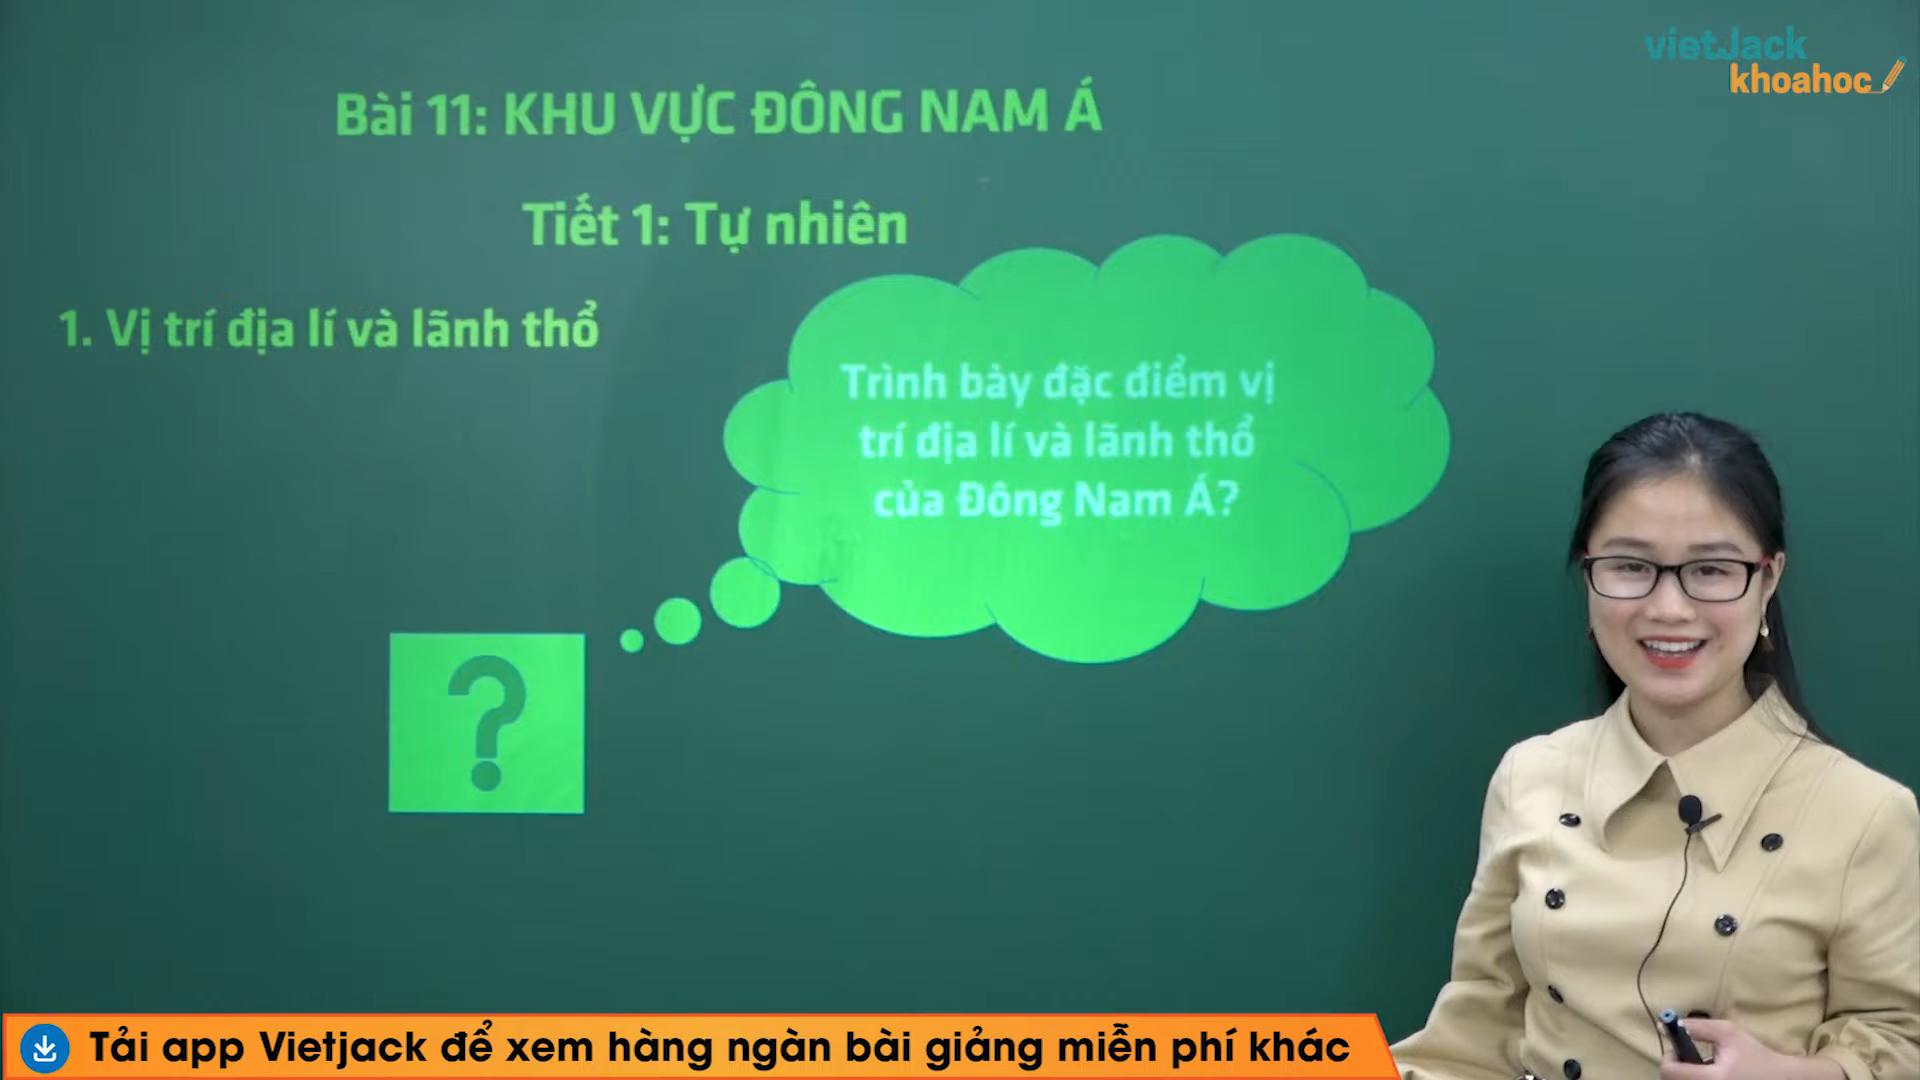 vietJack
khoahoc
Bài 11: KHU VỰC ĐÔNG NAM Á
Tiết 1: Tự nhiên
1. Vị trí địa lí và lãnh thổ
Trình bày đặc điểm vị
trí địa lí và lãnh thổ
của Đông Nam Á?
?
Tải app Vietjack để xem hàng ngàn bài giảng miễn phí khác